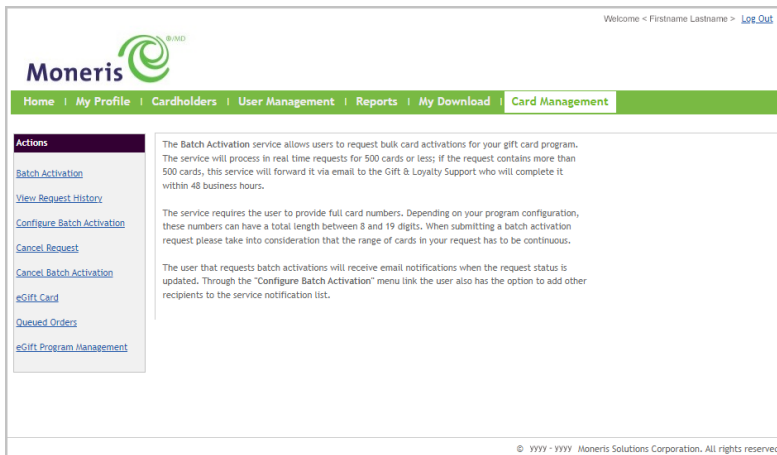 Welcome < Firstname Lastname > Log Out
Moneris ®/MD
Home | My Profile | Cardholders | User Management | Reports | My Download | Card Management
Actions
Batch Activation
View Request History
Configure Batch Activation
Cancel Request
Cancel Batch Activation
eGift Card
Queued Orders
eGift Program Management
The Batch Activation service allows users to request bulk card activations for your gift card program.
The service will process in real time requests for 500 cards or less; if the request contains more than
500 cards, this service will forward it via email to the Gift & Loyalty Support who will complete it
within 48 business hours.
The service requires the user to provide full card numbers. Depending on your program configuration,
these numbers can have a total length between 8 and 19 digits. When submitting a batch activation
request please take into consideration that the range of cards in your request has to be continuous.
The user that requests batch activations will receive email notifications when the request status is
updated. Through the "Configure Batch Activation" menu link the user also has the option to add other
recipients to the service notification list.
© yyyy - yyyy Moneris Solutions Corporation. All rights reserved